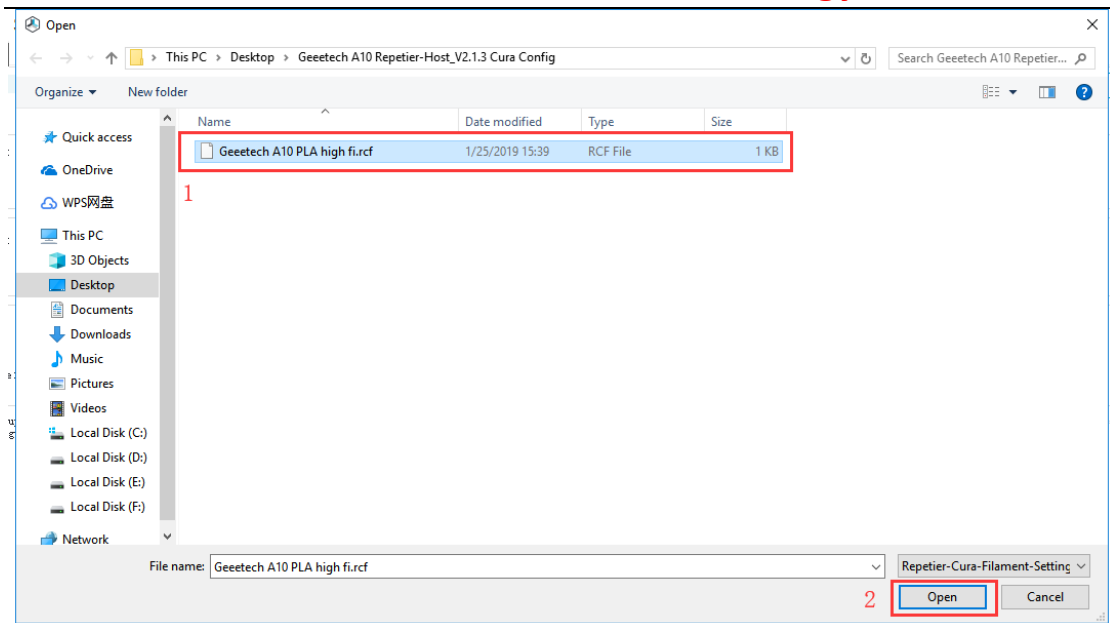 Open
This PC > Desktop > Geeetech A10 Repetier-Host_V2.1.3 Cura Config
Search Geeetech A10 Repetier...
Organize
New folder
Name
Date modified
Type
Size
Quick access
Geeetech A10 PLA high fi.rcf
1/25/2019 15:39
RCF File
1 KB
OneDrive
1
WPS网盘
This PC
3D Objects
Desktop
Documents
Downloads
Music
Pictures
Videos
Local Disk (C:)
Local Disk (D:)
Local Disk (E:)
Local Disk (F:)
Network
File name:
Geeetech A10 PLA high fi.rcf
Repetier-Cura-Filament-Setting
2
Open
Cancel